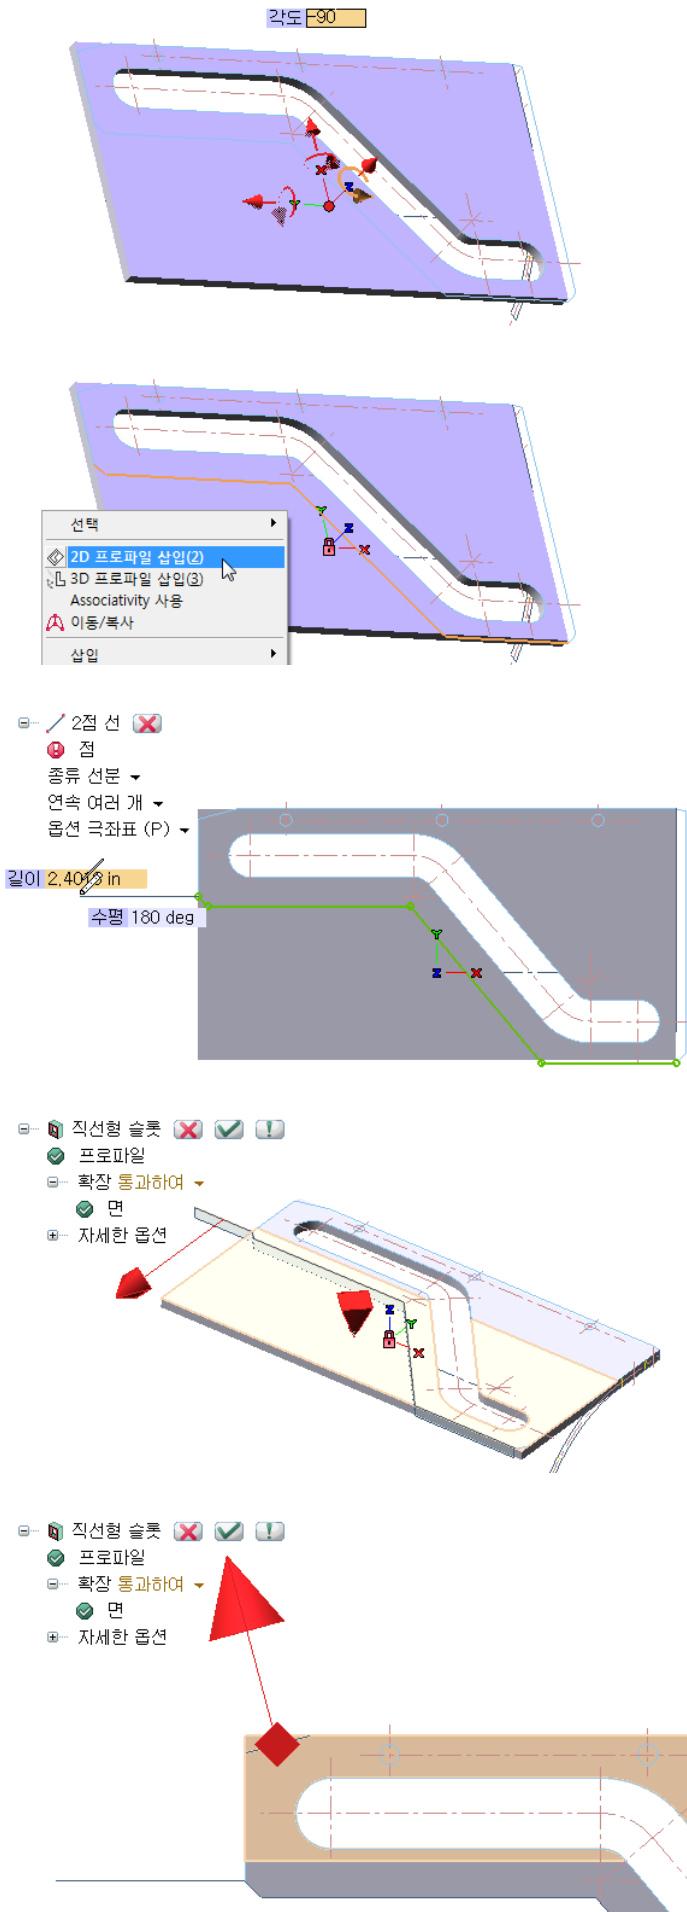 각도 -90
선택
2D 프로파일 삽입(2)
3D 프로파일 삽입(3)
Associativity 사용
이동/복사
삽입
2점 선
점
종류 선분
연속 여러 개
옵션 극좌표 (P)
길이 in
수평 180 deg
직선형 슬롯
프로파일
확장 통과하여
면
자세한 옵션
직선형 슬롯
프로파일
확장 통과하여
면
자세한 옵션